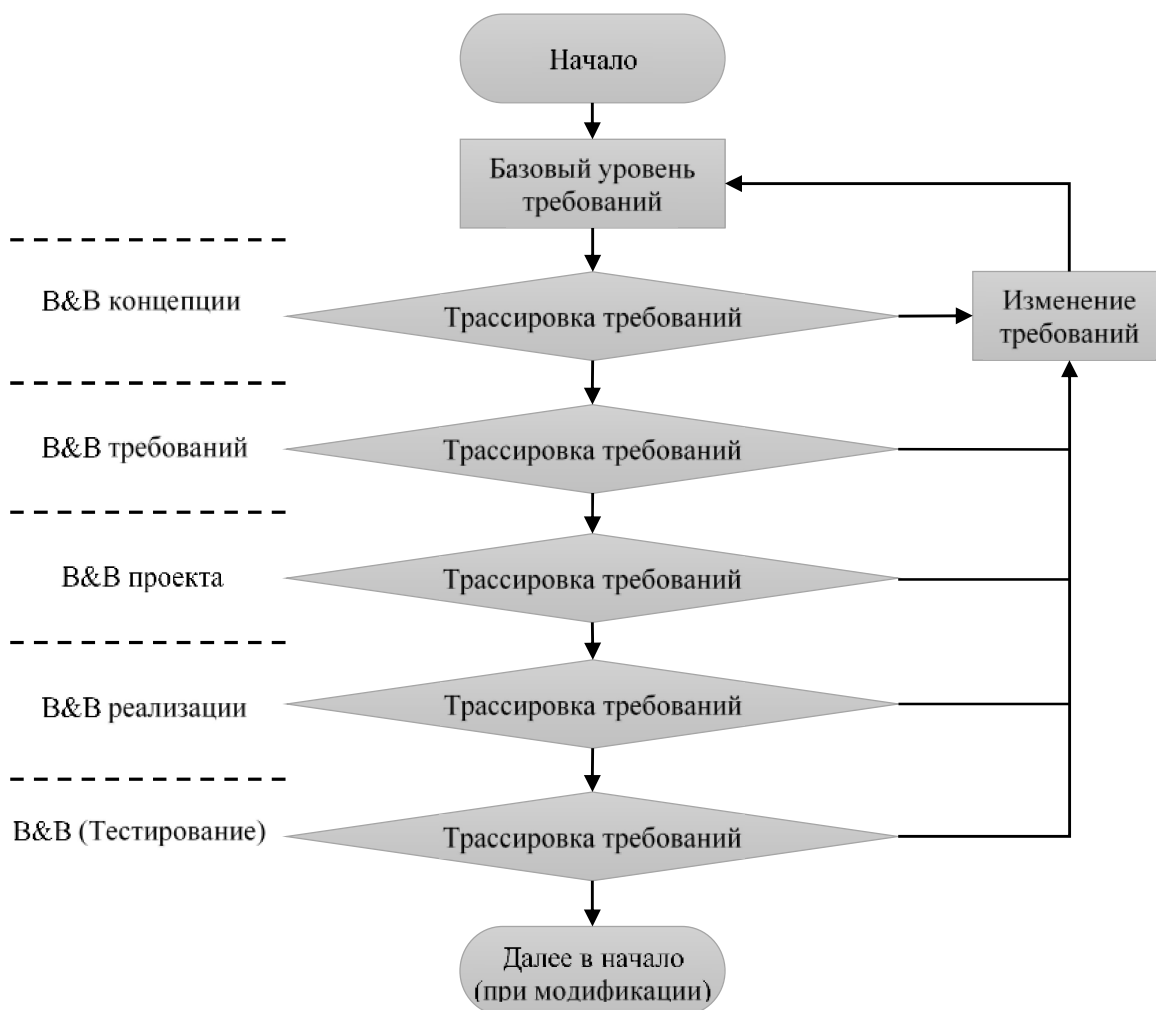 Начало
Базовый уровень
требований
В&В концепции
Трассировка требований
Изменение
требований
В&В требований
Трассировка требований
В&В проекта
Трассировка требований
В&В реализации
Трассировка требований
В&В (Тестирование)
Трассировка требований
Далее в начало
(при модификации)